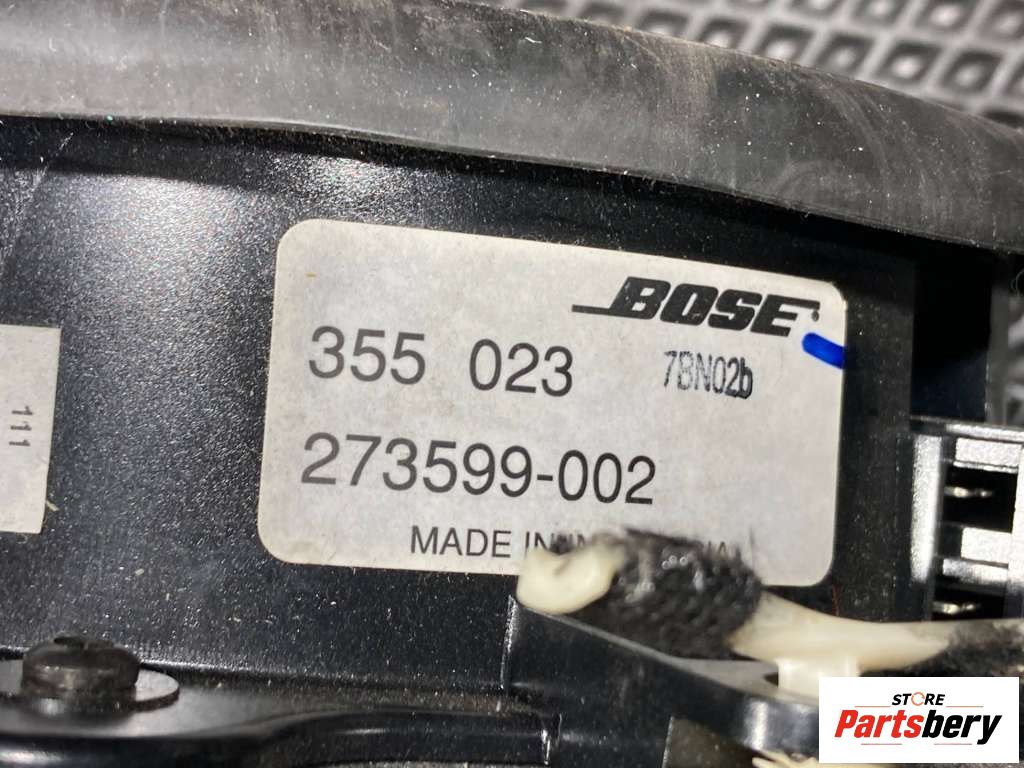 BOSE
355 023 7BN02b
273599-002
MADE IN
111
STORE
Partsbery